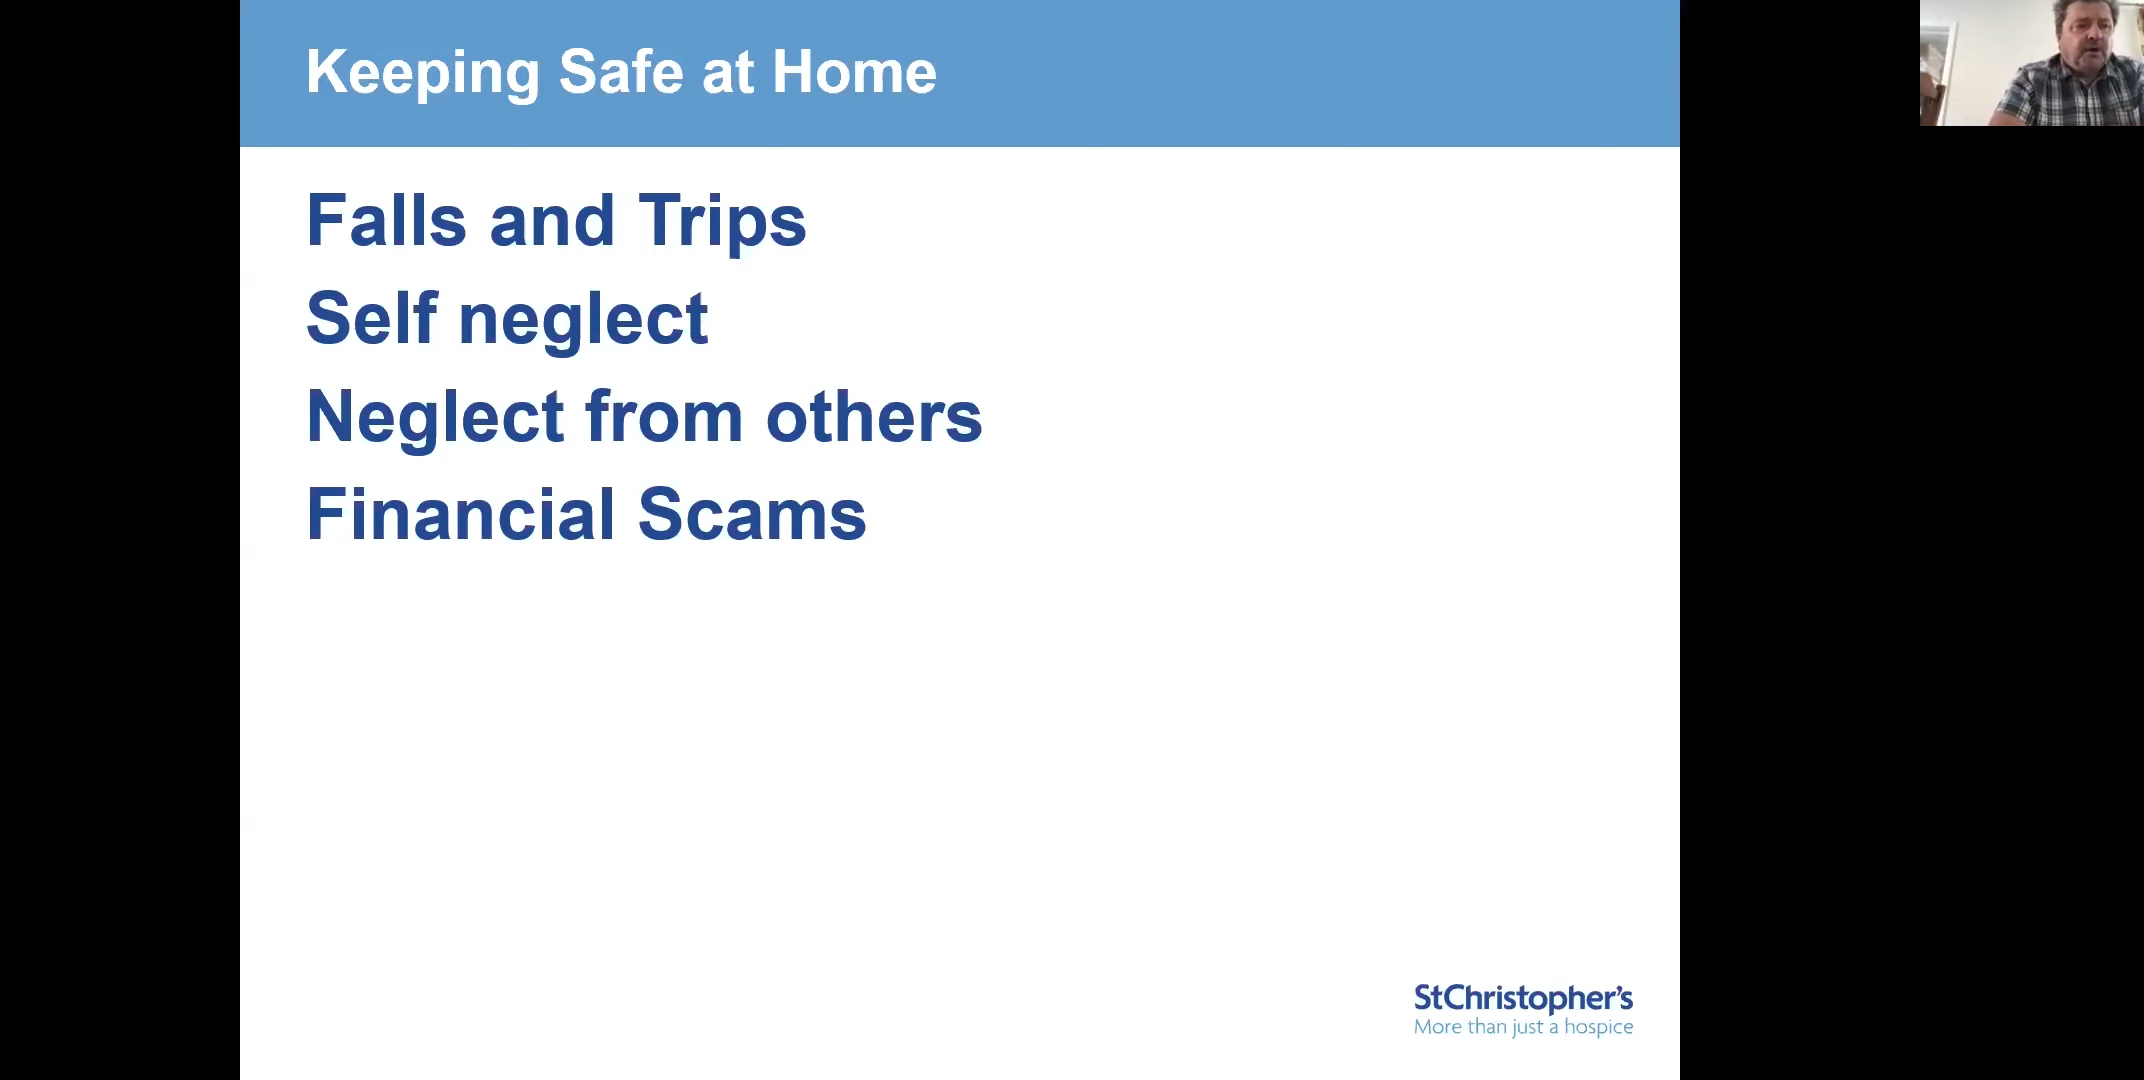 Keeping Safe at Home
Falls and Trips
Self neglect
Neglect from others
Financial Scams
StChristopher's
More than just a hospice